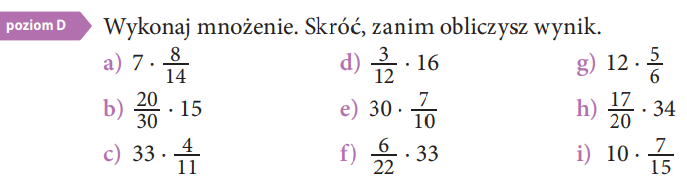 poziom D Wykonaj mnożenie. Skróć, zanim obliczysz wynik.
a) 7 · 8/14 d) 3/12 · 16 g) 12 · 5/6
b) 20/30 · 15 e) 30 · 7/10 h) 17/20 · 34
c) 33 · 4/11 f) 6/22 · 33 i) 10 · 7/15